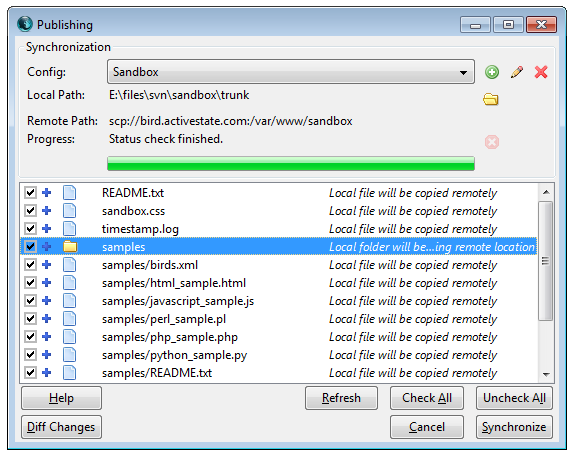 Publishing
Synchronization
Config: Sandbox
Local Path: E:\files\svn\sandbox\trunk
Remote Path: scp://bird.activestate.com:/var/www/sandbox
Progress: Status check finished.
README.txt Local file will be copied remotely
sandbox.css Local file will be copied remotely
timestamp.log Local file will be copied remotely
samples Local folder will be...ing remote location
samples/birds.xml Local file will be copied remotely
samples/html_sample.html Local file will be copied remotely
samples/javascript_sample.js Local file will be copied remotely
samples/perl_sample.pl Local file will be copied remotely
samples/php_sample.php Local file will be copied remotely
samples/python_sample.py Local file will be copied remotely
samples/README.txt Local file will be copied remotely
Help Refresh Check All Uncheck All
Diff Changes Cancel Synchronize